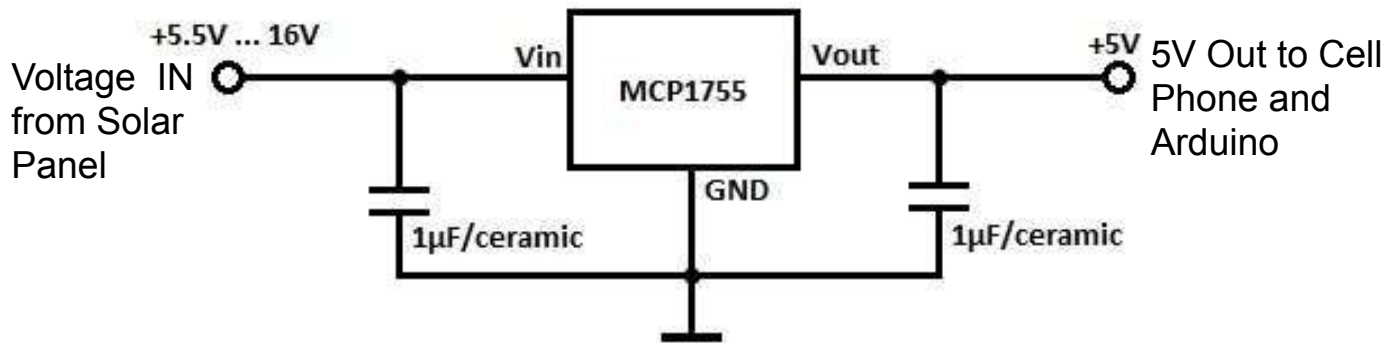 +5.5V ... 16V
Voltage IN
from Solar
Panel
Vin
MCP1755
Vout
GND
+5V
5V Out to Cell
Phone and
Arduino
1µF/ceramic
1µF/ceramic